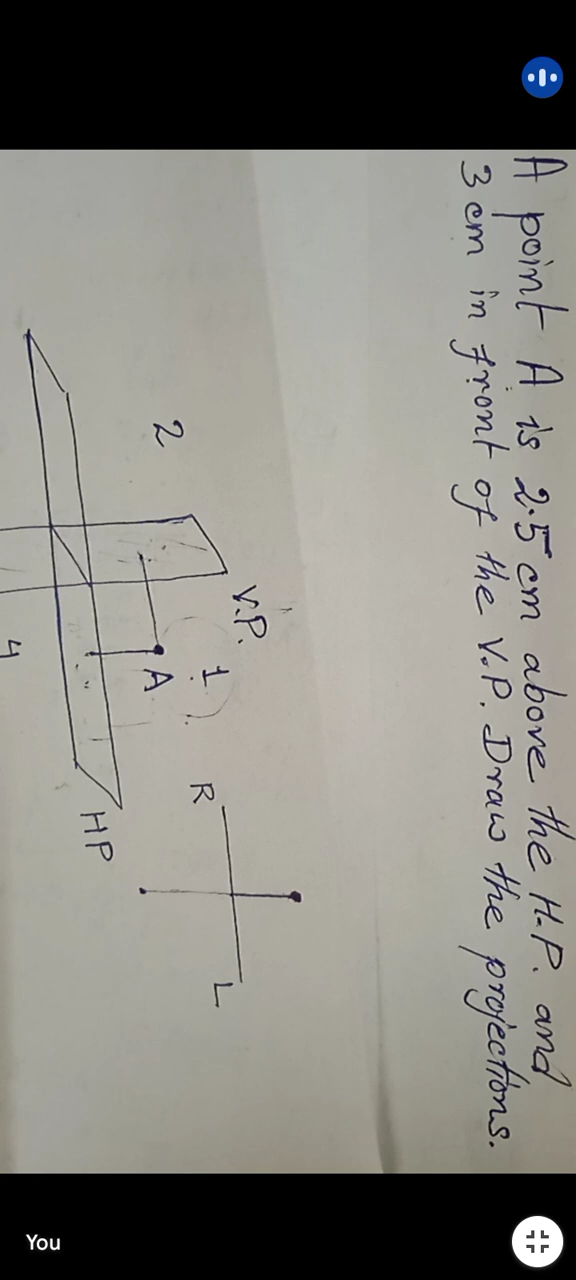 A point A is 2.5 cm above the H.P. and
3 cm in front of the V.P. Draw the projections.
2
V.P.
1
A
4
HP
R
L
You